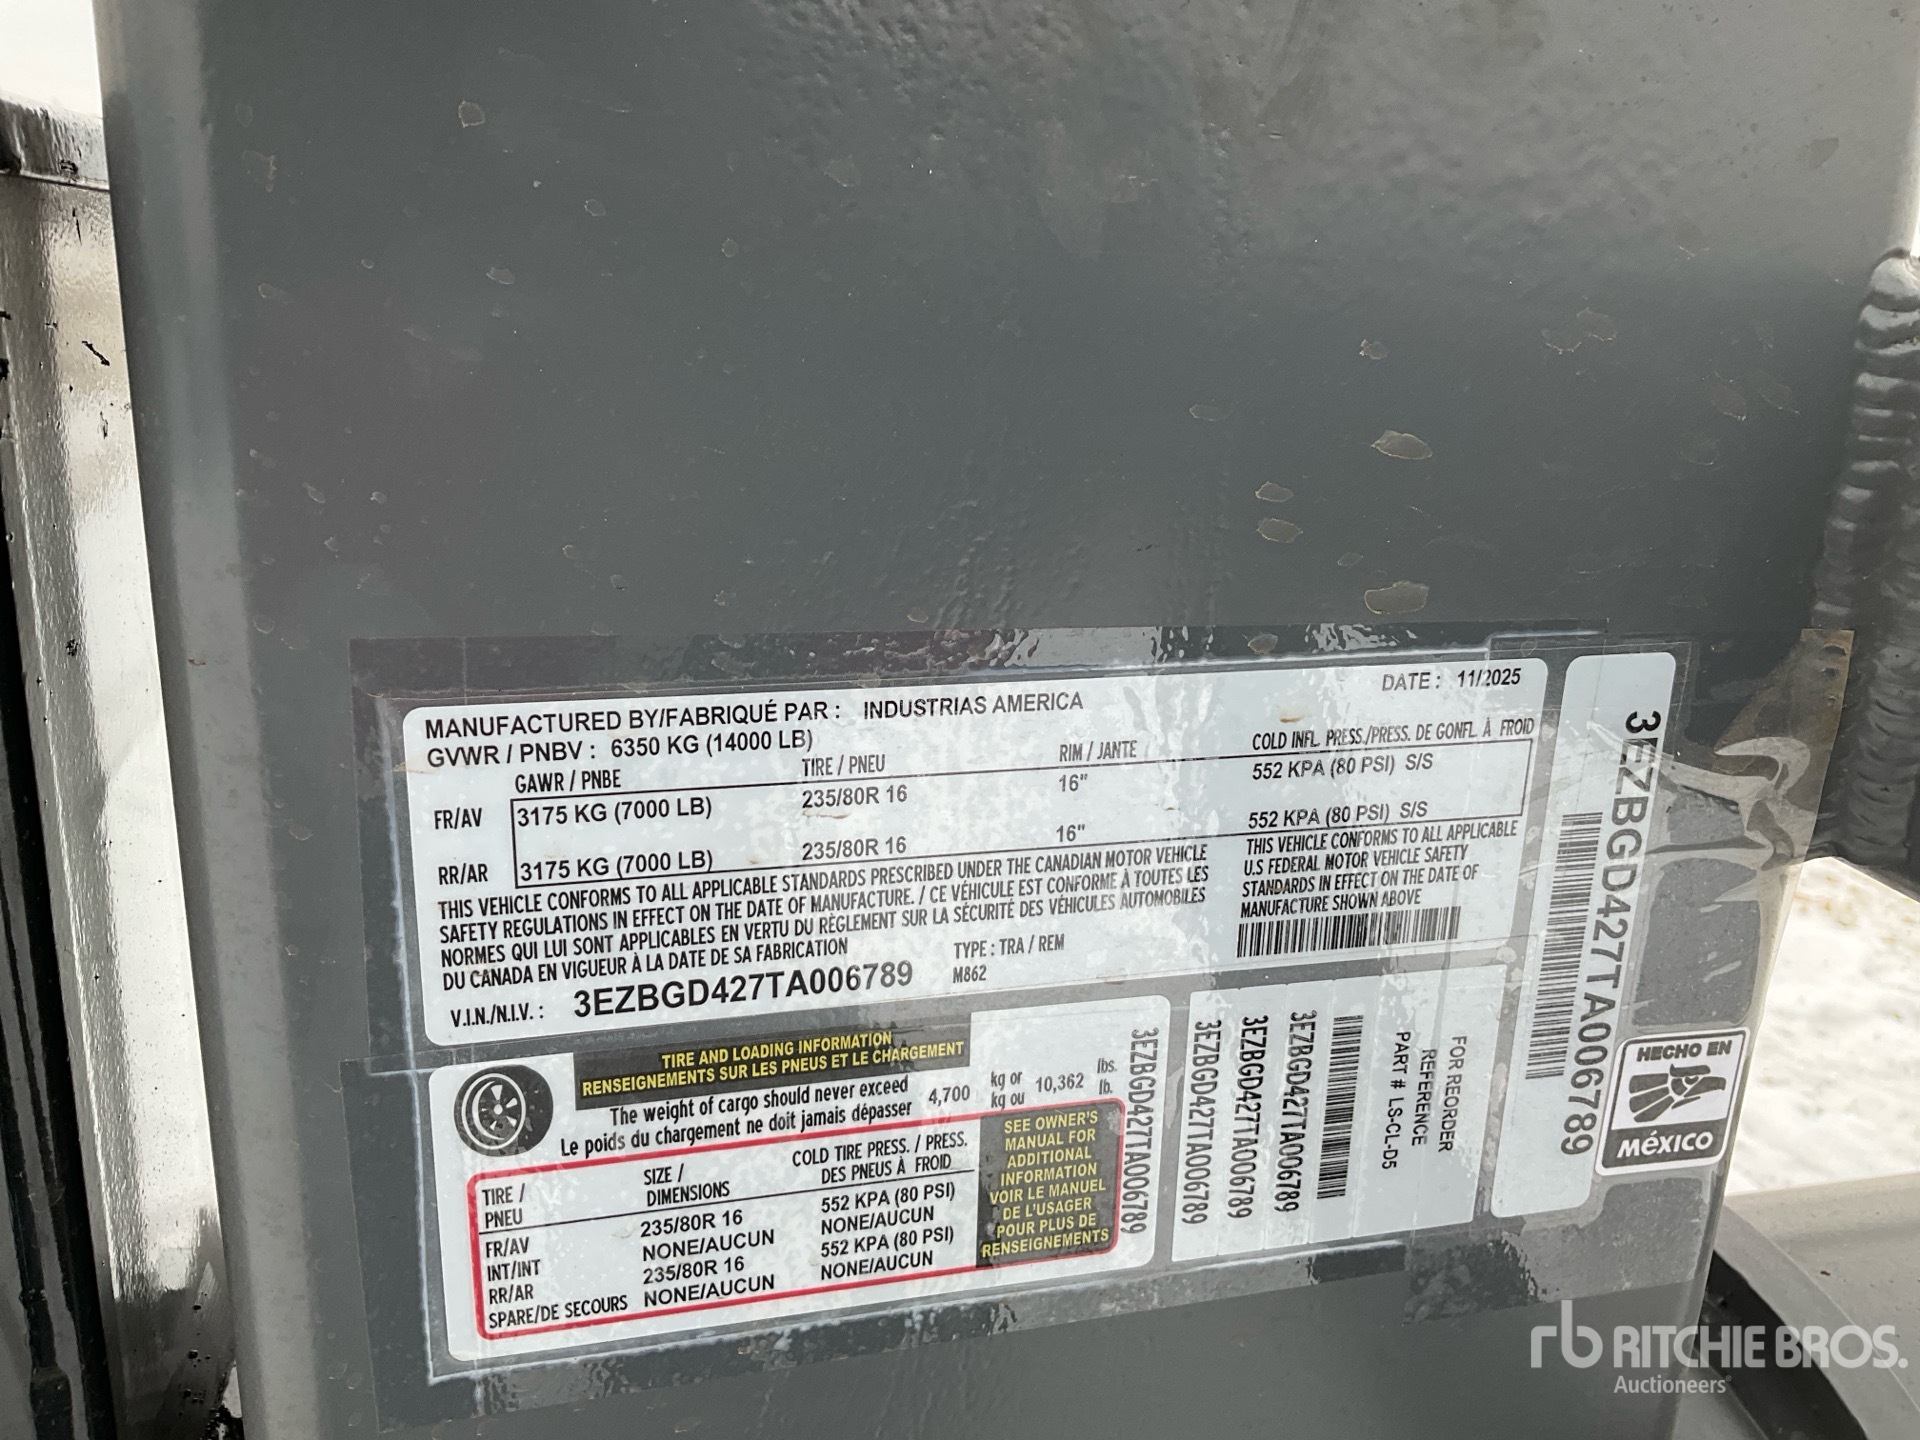 MANUFACTURED BY/FABRIQUÉ PAR : INDUSTRIAS AMERICA DATE : 11/2025
GVWR / PNBV : 6350 KG (14000 LB)
GAWR / PNBE TIRE / PNEU RIM / JANTE COLD INFL. PRESS./PRESS. DE GONFL. À FROID
FR/AV 3175 KG (7000 LB) 235/80R 16 16" 552 KPA (80 PSI) S/S
RR/AR 3175 KG (7000 LB) 235/80R 16 16" 552 KPA (80 PSI) S/S
THIS VEHICLE CONFORMS TO ALL APPLICABLE STANDARDS PRESCRIBED UNDER THE CANADIAN MOTOR VEHICLE
SAFETY REGULATIONS IN EFFECT ON THE DATE OF MANUFACTURE. / CE VÉHICULE EST CONFORME À TOUTES LES
NORMES QUI LUI SONT APPLICABLES EN VERTU DU RÈGLEMENT SUR LA SÉCURITÉ DES VÉHICULES AUTOMOBILES
DU CANADA EN VIGUEUR À LA DATE DE SA FABRICATION
THIS VEHICLE CONFORMS TO ALL APPLICABLE
U.S FEDERAL MOTOR VEHICLE SAFETY
STANDARDS IN EFFECT ON THE DATE OF
MANUFACTURE SHOWN ABOVE
TYPE : TRA / REM
V.I.N./N.I.V. : 3EZBGD427TA006789 M862
TIRE AND LOADING INFORMATION
RENSEIGNEMENTS SUR LES PNEUS ET LE CHARGEMENT
The weight of cargo should never exceed 4,700 kg or 10,362 lbs.
Le poids du chargement ne doit jamais dépasser kg ou lb.
TIRE / PNEU SIZE / DIMENSIONS COLD TIRE PRESS. / PRESS. DES PNEUS À FROID
FR/AV 235/80R 16 552 KPA (80 PSI)
INT/INT NONE/AUCUN NONE/AUCUN
RR/AR 235/80R 16 552 KPA (80 PSI)
SPARE/DE SECOURS NONE/AUCUN NONE/AUCUN
SEE OWNER'S
MANUAL FOR
ADDITIONAL
INFORMATION
VOIR LE MANUEL
DE L'USAGER
POUR PLUS DE
RENSEIGNEMENTS
3EZBGD427TA006789
3EZBGD427TA006789
3EZBGD427TA006789
3EZBGD427TA006789
FOR REORDER
REFERENCE
PART # LS-CL-D5
3EZBGD427TA006789
HECHO EN
MÉXICO
rb RITCHIE BROS.
Auctioneers